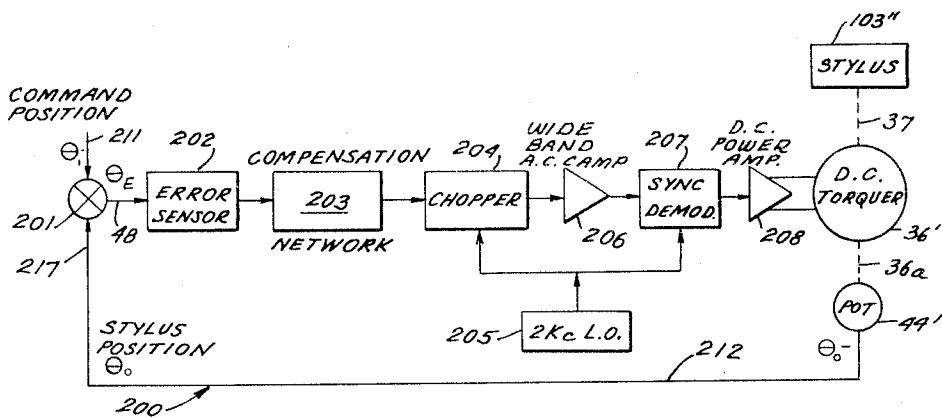 103"
STYLUS
37
COMMAND
POSITION
211
Θi
ΘE
201
217
48
202
ERROR
SENSOR
COMPENSATION
203
NETWORK
204
CHOPPER
WIDE
BAND
A.C. CAMP
206
207
SYNC
DEMOD.
D.C.
POWER
AMP.
208
D.C.
TORQUER
36'
36a
POT
44'
205
2Kc L.O.
STYLUS
POSITION
Θo
Θo-
200
212